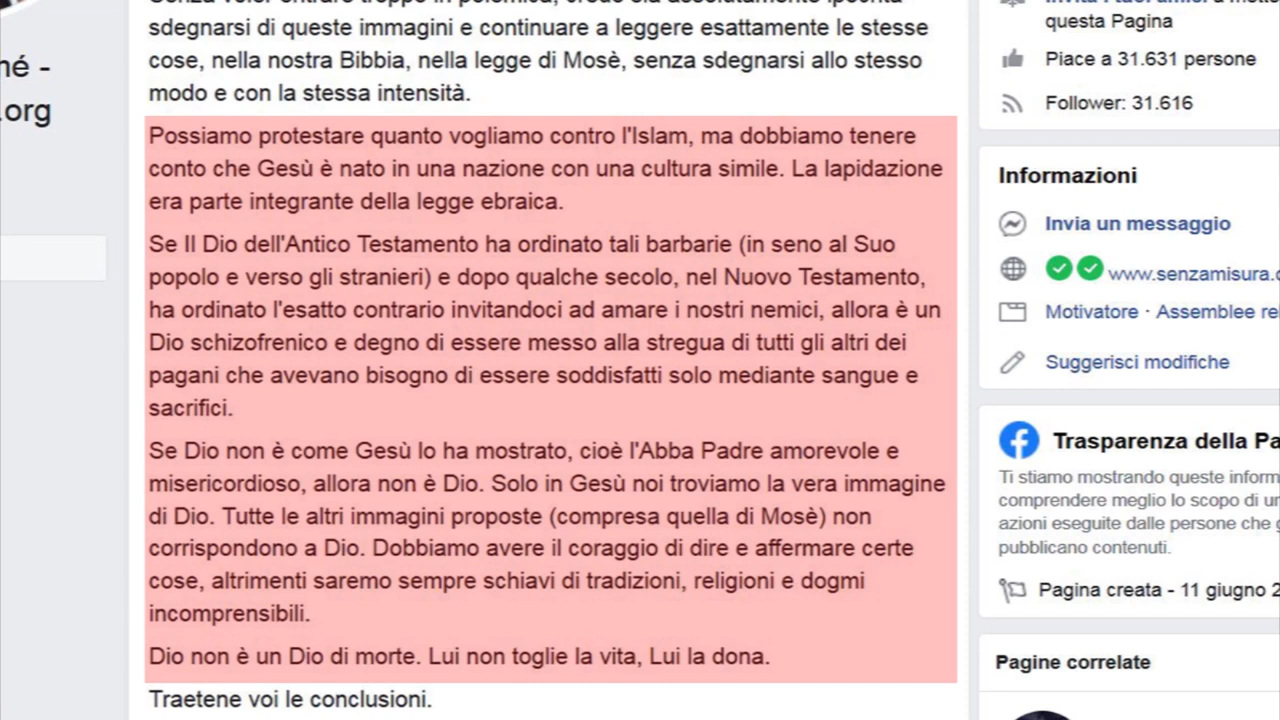 sdegnarsi di queste immagini e continuare a leggere esattamente le stesse
cose, nella nostra Bibbia, nella legge di Mosè, senza sdegnarsi allo stesso
modo e con la stessa intensità.
Possiamo protestare quanto vogliamo contro l'Islam, ma dobbiamo tenere
conto che Gesù è nato in una nazione con una cultura simile. La lapidazione
era parte integrante della legge ebraica.
Se Il Dio dell'Antico Testamento ha ordinato tali barbarie (in seno al Suo
popolo e verso gli stranieri) e dopo qualche secolo, nel Nuovo Testamento,
ha ordinato l'esatto contrario invitandoci ad amare i nostri nemici, allora è un
Dio schizofrenico e degno di essere messo alla stregua di tutti gli altri dei
pagani che avevano bisogno di essere soddisfatti solo mediante sangue e
sacrifici.
Se Dio non è come Gesù lo ha mostrato, cioè l'Abba Padre amorevole e
misericordioso, allora non è Dio. Solo in Gesù noi troviamo la vera immagine
di Dio. Tutte le altri immagini proposte (compresa quella di Mosè) non
corrispondono a Dio. Dobbiamo avere il coraggio di dire e affermare certe
cose, altrimenti saremo sempre schiavi di tradizioni, religioni e dogmi
incomprensibili.
Dio non è un Dio di morte. Lui non toglie la vita, Lui la dona.
Traetene voi le conclusioni.
né -
.org
questa Pagina
Piace a 31.631 persone
Follower: 31.616
Informazioni
Invia un messaggio
www.senzamisura.
Motivatore · Assemblee re
Suggerisci modifiche
Trasparenza della Pa
Ti stiamo mostrando queste inform
comprendere meglio lo scopo di un
azioni eseguite dalle persone che g
pubblicano contenuti.
Pagina creata - 11 giugno 2
Pagine correlate